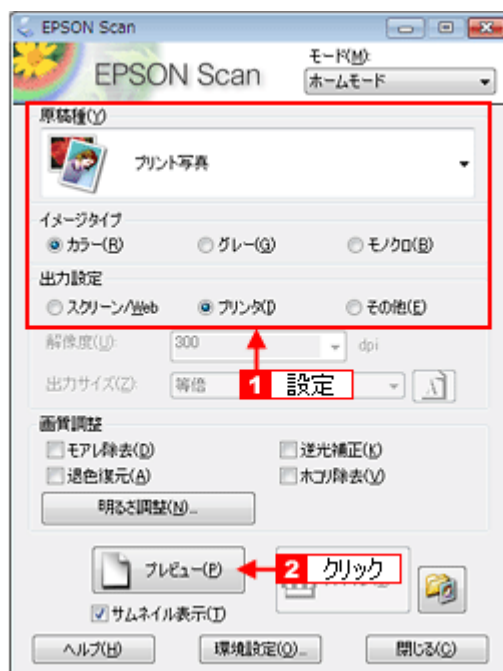 EPSON Scan
EPSON Scan
モード(M):
ホームモード
原稿種(Y)
プリント写真
イメージタイプ
カラー(R) グレー(G) モノクロ(B)
出力設定
スクリーン/Web プリンタ(I) その他(E)
解像度(U): 300 dpi
出力サイズ(Z): 等倍 A
1 設定
画質調整
モアレ除去(D) 逆光補正(K)
退色復元(A) ホコリ除去(V)
明るさ調整(N)...
プレビュー(P) 2 クリック
サムネイル表示(T)
ヘルプ(H) 環境設定(O)... 閉じる(C)